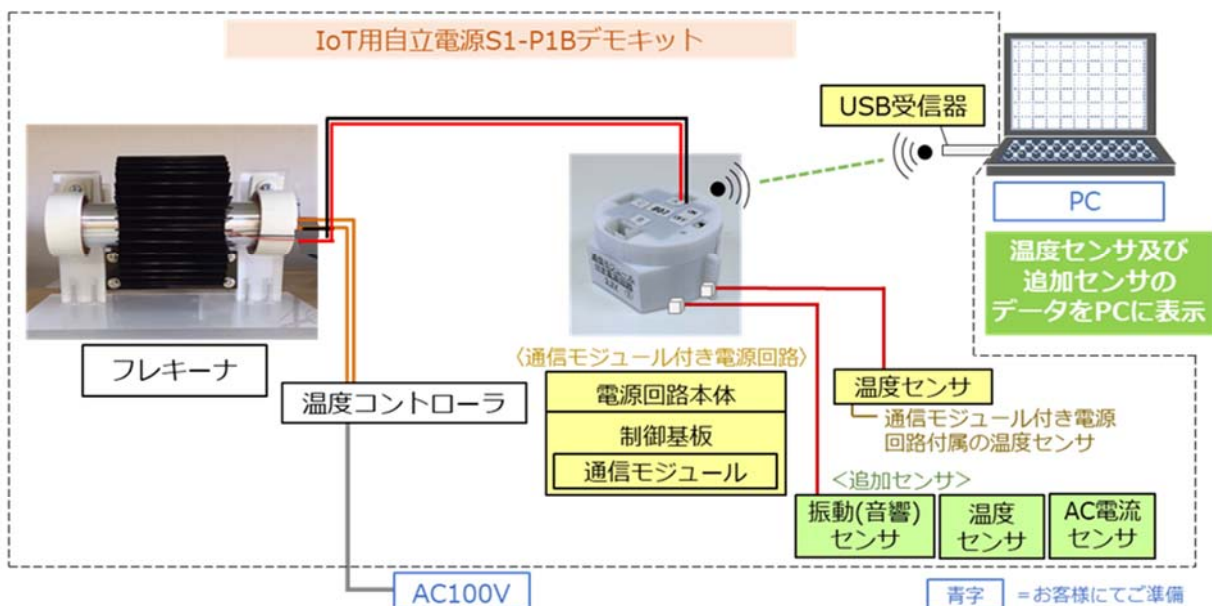 IoT用自立電源S1-P1Bデモキット
USB受信器
PC
温度センサ及び
追加センサの
データをPCに表示
フレキーナ
温度コントローラ
〈通信モジュール付き電源回路〉
電源回路本体
制御基板
通信モジュール
温度センサ
通信モジュール付き電源
回路付属の温度センサ
<追加センサ>
振動(音響)
センサ
温度
センサ
AC電流
センサ
AC100V
青字 =お客様にてご準備